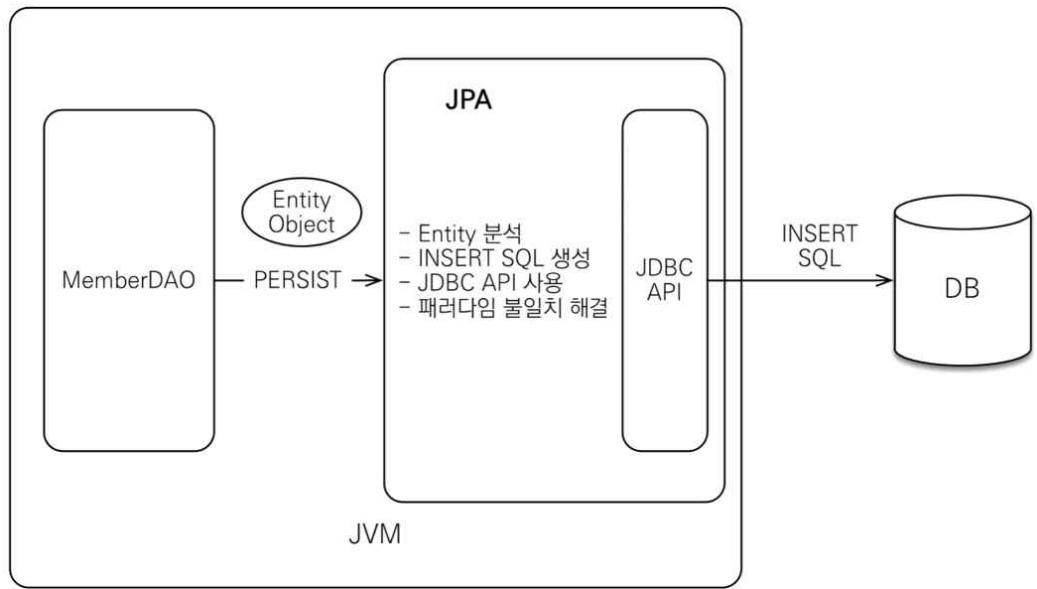 JPA
Entity
Object
MemberDAO
PERSIST
- Entity 분석
- INSERT SQL 생성
- JDBC API 사용
- 패러다임 불일치 해결
JDBC
API
INSERT
SQL
DB
JVM